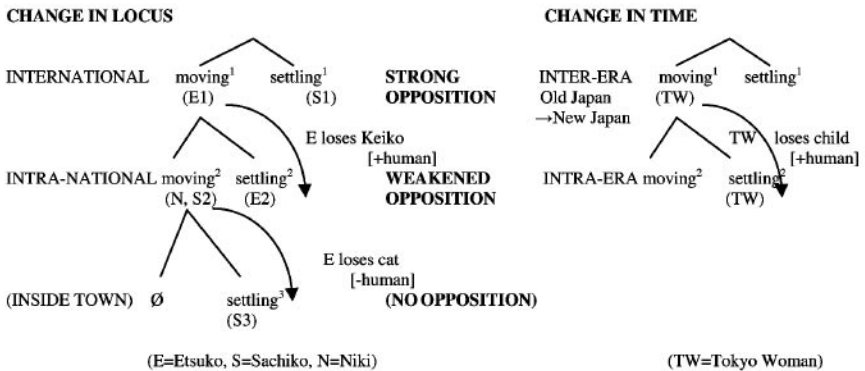 CHANGE IN LOCUS
INTERNATIONAL moving¹ settling¹ STRONG
(E1) (S1) OPPOSITION
E loses Keiko
[+human]
INTRA-NATIONAL moving² settling² WEAKENED
(N, S2) (E2) OPPOSITION
E loses cat
[-human]
(INSIDE TOWN) Ø settling³ (NO OPPOSITION)
(S3)
(E=Etsuko, S=Sachiko, N=Niki)
CHANGE IN TIME
INTER-ERA moving¹ settling¹
Old Japan (TW)
→New Japan
TW loses child
[+human]
INTRA-ERA moving² settling²
(TW)
(TW=Tokyo Woman)